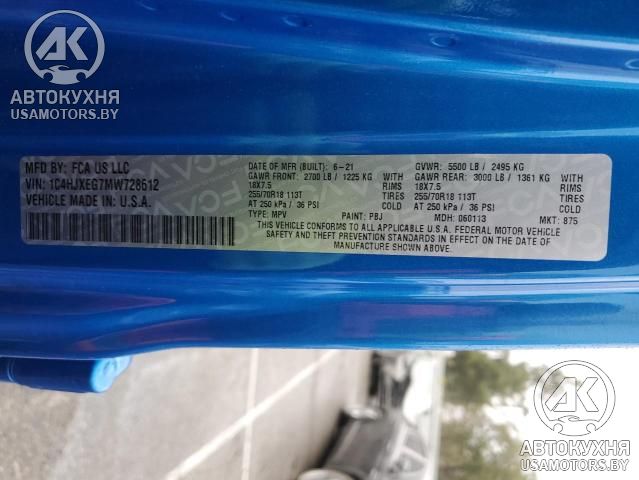 АК
АВТОКУХНЯ
USAMOTORS.BY
MFD BY: FCA US LLC
VIN: 1C4HJXEG7MW728612
VEHICLE MADE IN: U.S.A.
DATE OF MFR (BUILT): 6-21
GAWR FRONT: 2700 LB / 1225 KG WITH
18X7.5 RIMS
255/70R18 113T TIRES
AT 250 kPa / 36 PSI
TYPE: MPV PAINT: PBJ
GVWR: 5500 LB / 2495 KG
GAWR REAR: 3000 LB / 1361 KG WITH
18X7.5 RIMS
255/70R18 113T TIRES
AT 250 kPa / 36 PSI
MDH: 060113 MKT: 875
THIS VEHICLE CONFORMS TO ALL APPLICABLE U.S.A. FEDERAL MOTOR VEHICLE
SAFETY AND THEFT PREVENTION STANDARDS IN EFFECT ON THE DATE OF
MANUFACTURE SHOWN ABOVE.
АК
АВТОКУХНЯ
USAMOTORS.BY